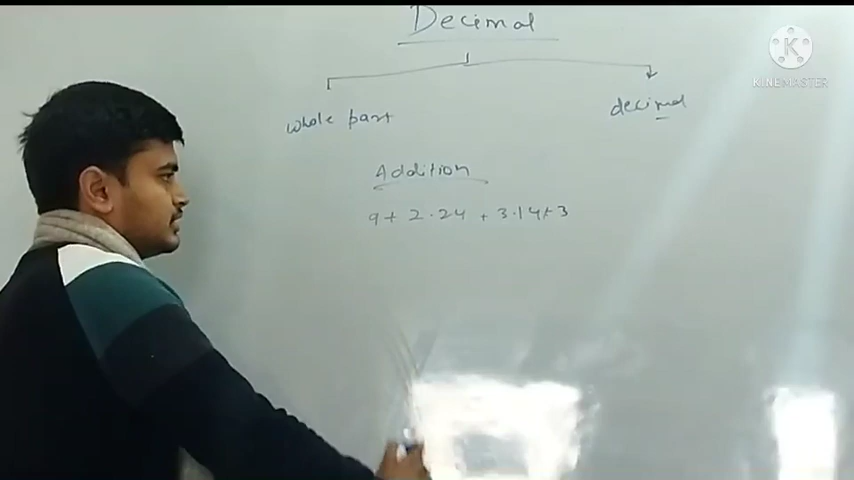 Decimal
whole part
decimal
Addition
9+ 2.24 + 3.14+3
KINEMASTER